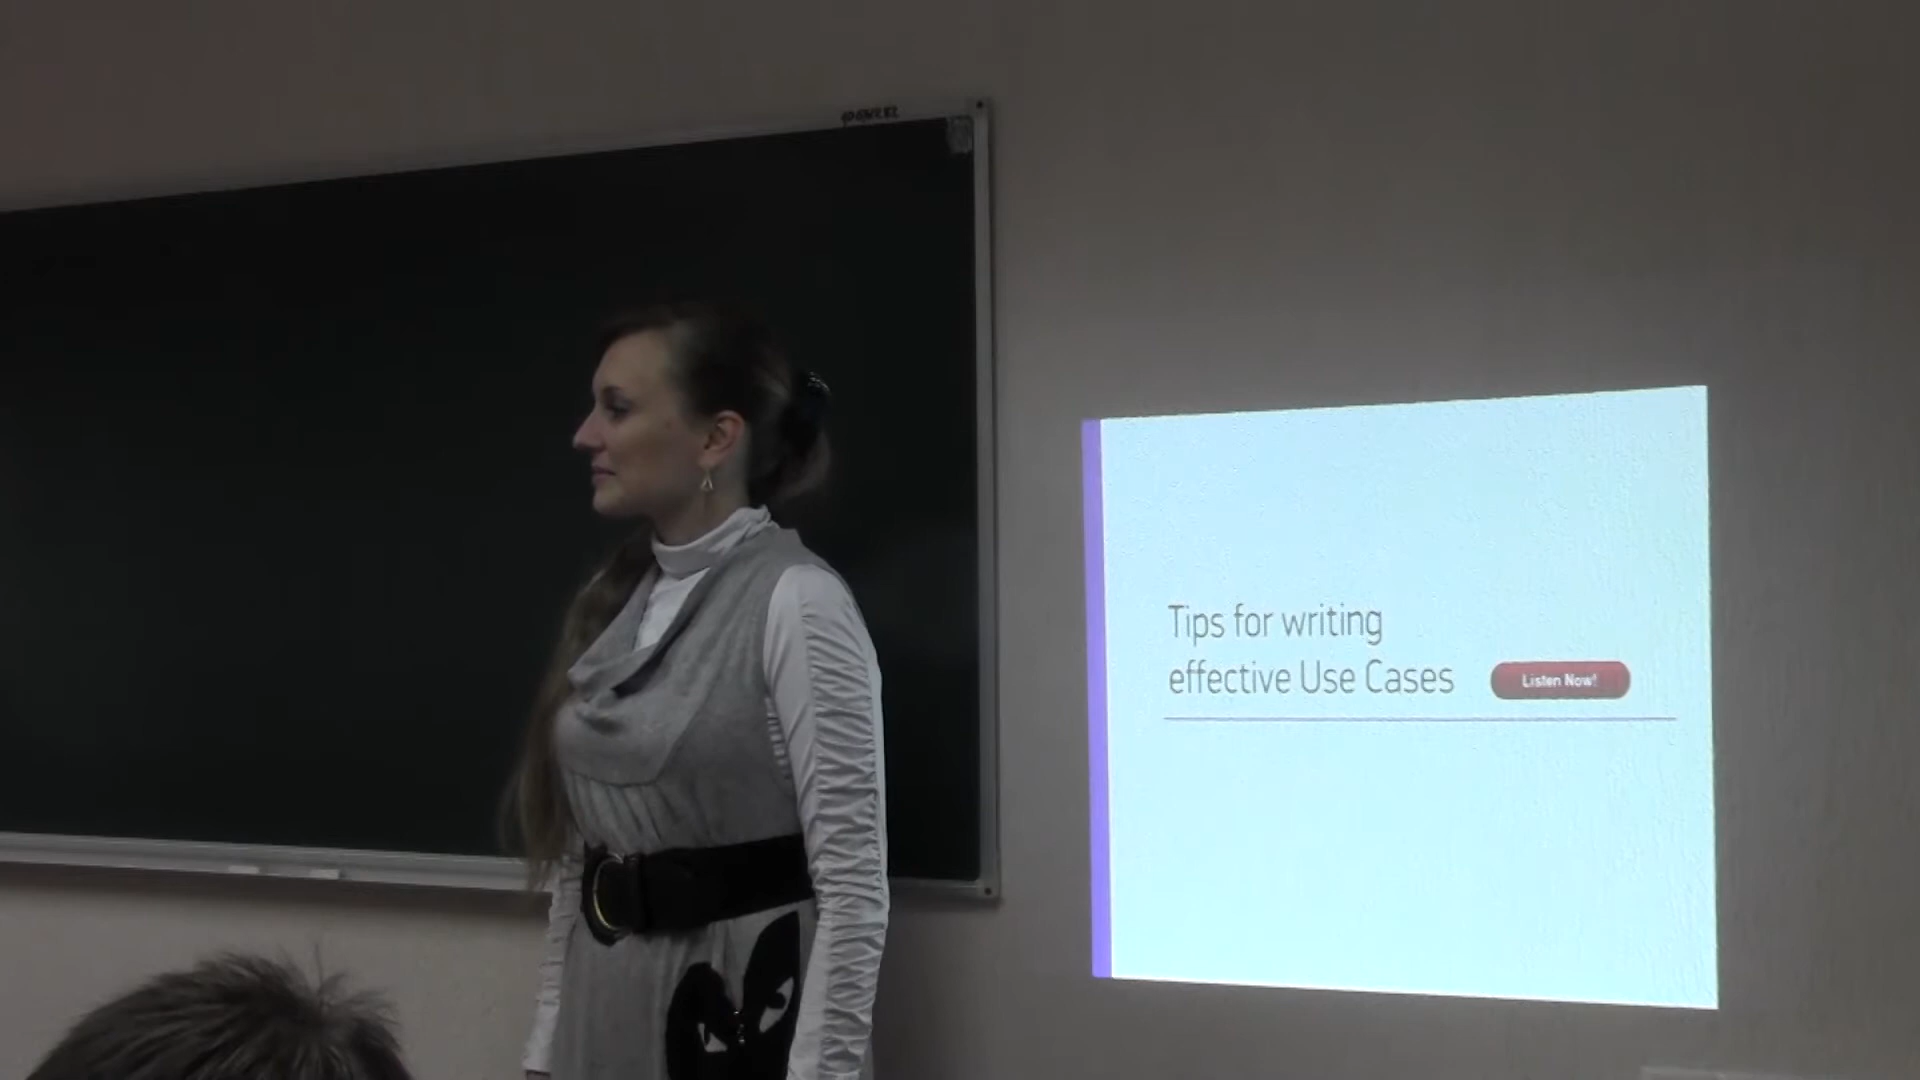 Tips for writing
effective Use Cases
Listen Now!